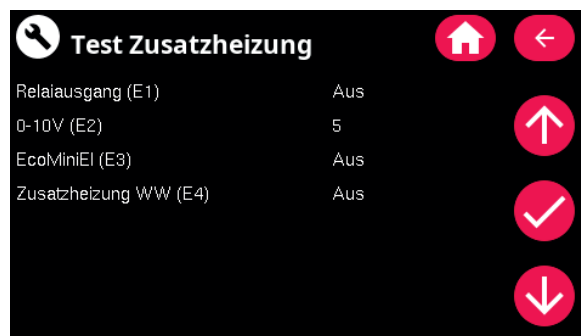 Test Zusatzheizung
Relaiausgang (E1) Aus
0-10V (E2) 5
EcoMiniEl (E3) Aus
Zusatzheizung WW (E4) Aus